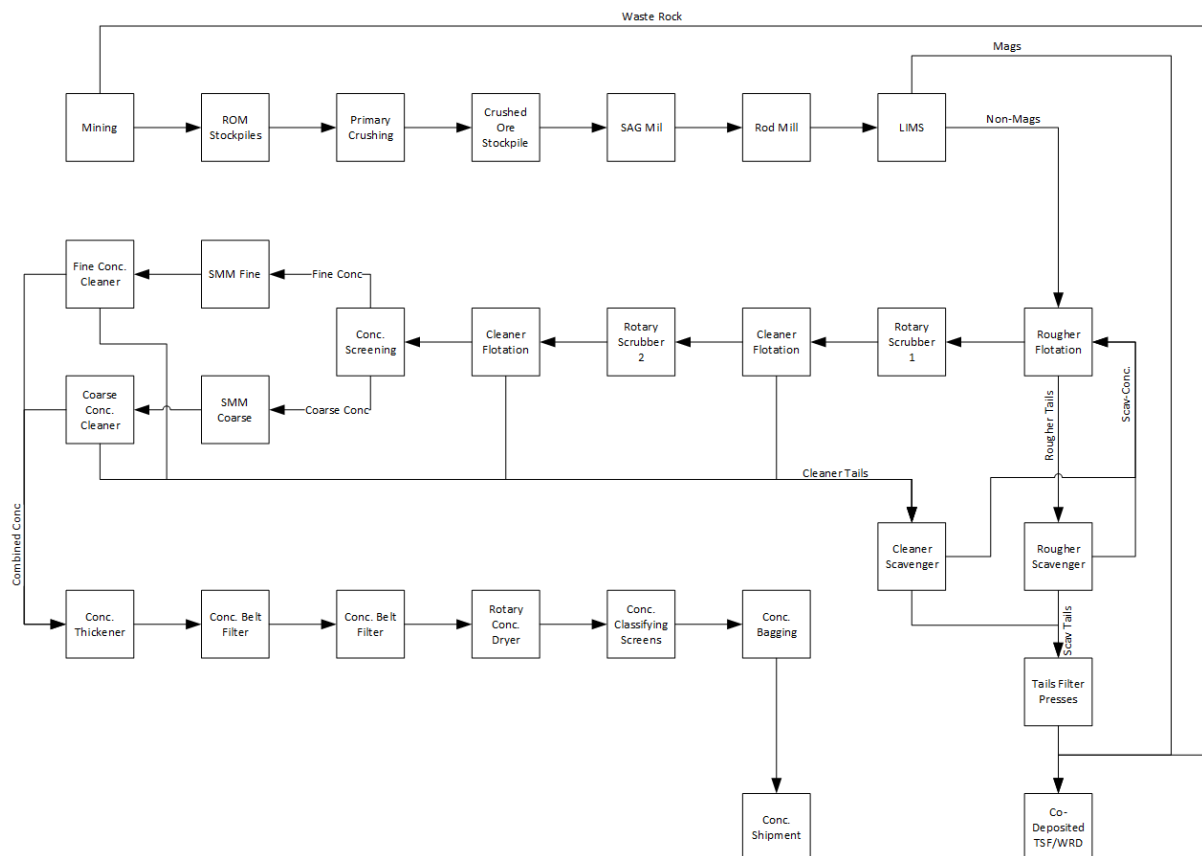 Waste Rock
Mags
Mining
ROM
Stockpiles
Primary
Crushing
Crushed
Ore
Stockpile
SAG Mil
Rod Mill
LIMS
Non-Mags
Fine Conc.
Cleaner
SMM Fine
Fine Conc
Conc.
Screening
Cleaner
Flotation
Rotary
Scrubber
2
Cleaner
Flotation
Rotary
Scrubber
1
Rougher
Flotation
Coarse
Conc.
Cleaner
SMM
Coarse
Coarse Conc
Rougher Tails
Scav-Conc.
Cleaner Tails
Combined Conc
Cleaner
Scavenger
Rougher
Scavenger
Conc.
Thickener
Conc. Belt
Filter
Conc. Belt
Filter
Rotary
Conc.
Dryer
Conc.
Classifying
Screens
Conc.
Bagging
Scav Tails
Tails Filter
Presses
Conc.
Shipment
Co-
Deposited
TSF/WRD